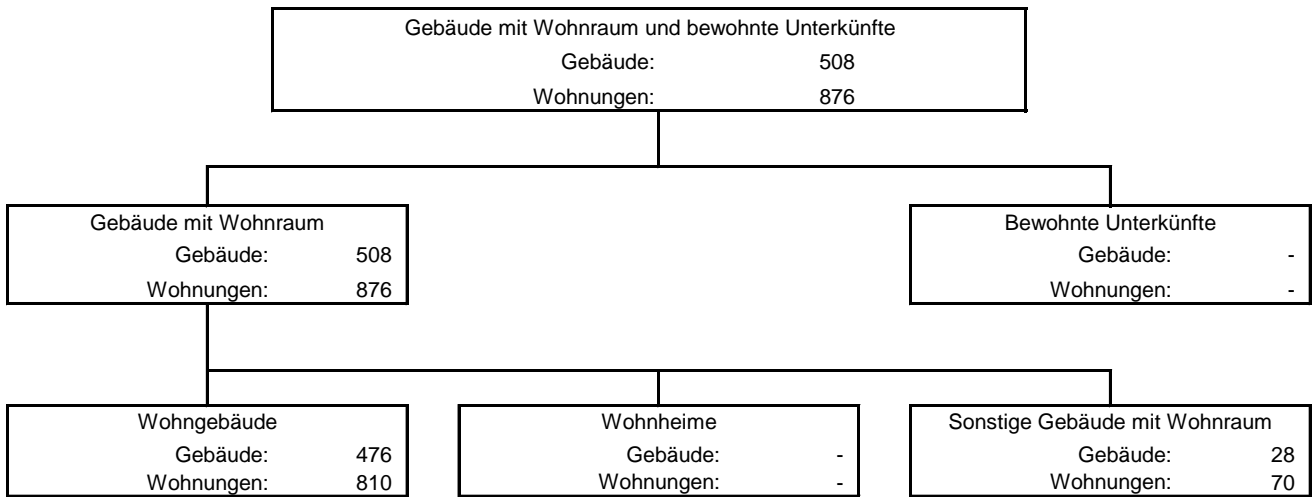 Gebäude mit Wohnraum und bewohnte Unterkünfte
Gebäude: 508
Wohnungen: 876
Gebäude mit Wohnraum
Gebäude: 508
Wohnungen: 876
Bewohnte Unterkünfte
Gebäude: -
Wohnungen: -
Wohngebäude
Gebäude: 476
Wohnungen: 810
Wohnheime
Gebäude: -
Wohnungen: -
Sonstige Gebäude mit Wohnraum
Gebäude: 28
Wohnungen: 70